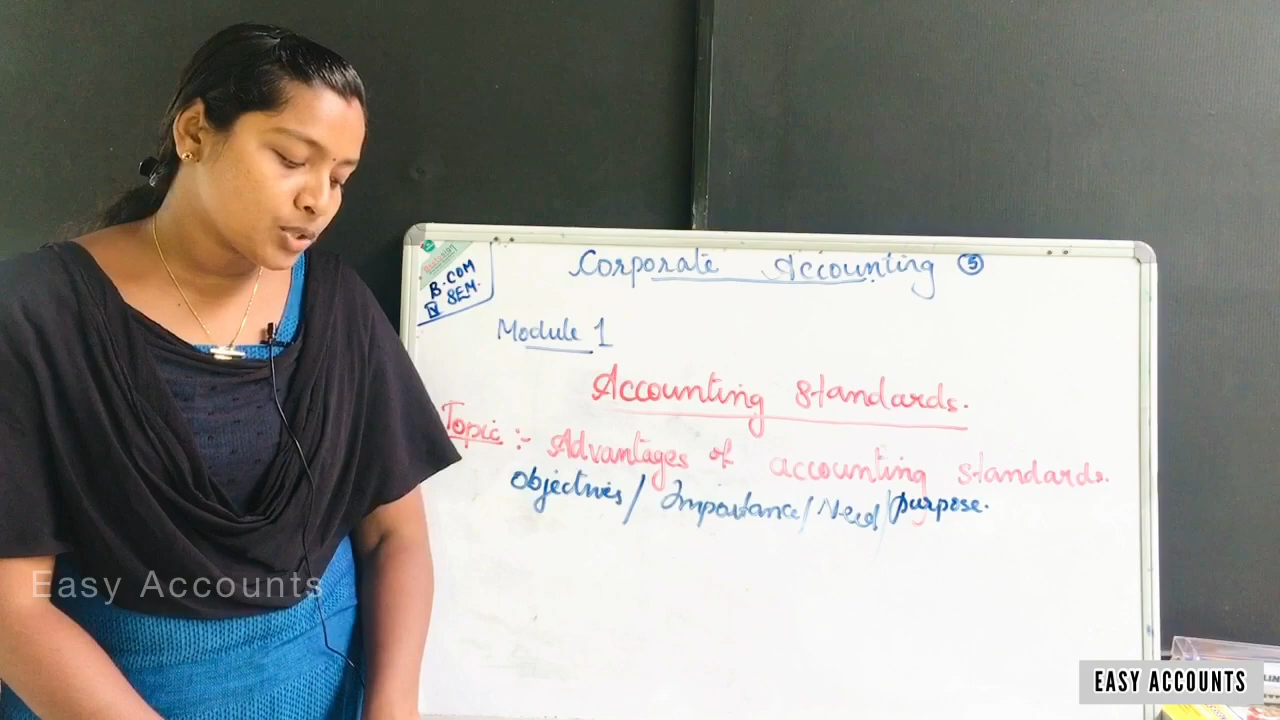 Corporate Accounting 5
B.COM
SEM.
Module 1
Accounting standards.
Topic :- Advantages of accounting standards.
Objectives/ Importance/ Need/ purpose.
Easy Accounts
EASY ACCOUNTS